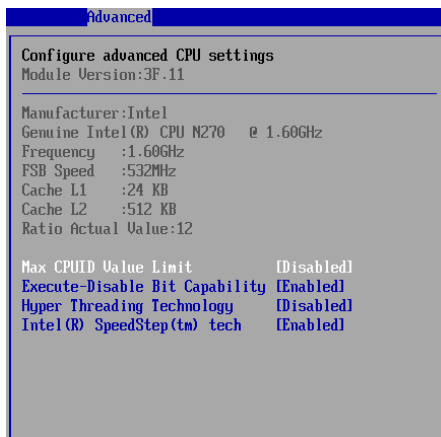 Advanced
Configure advanced CPU settings
Module Version:3F.11
Manufacturer:Intel
Genuine Intel(R) CPU N270 @ 1.60GHz
Frequency :1.60GHz
FSB Speed :532MHz
Cache L1 :24 KB
Cache L2 :512 KB
Ratio Actual Value:12
Max CPUID Value Limit [Disabled]
Execute-Disable Bit Capability [Enabled]
Hyper Threading Technology [Disabled]
Intel(R) SpeedStep(tm) tech [Enabled]